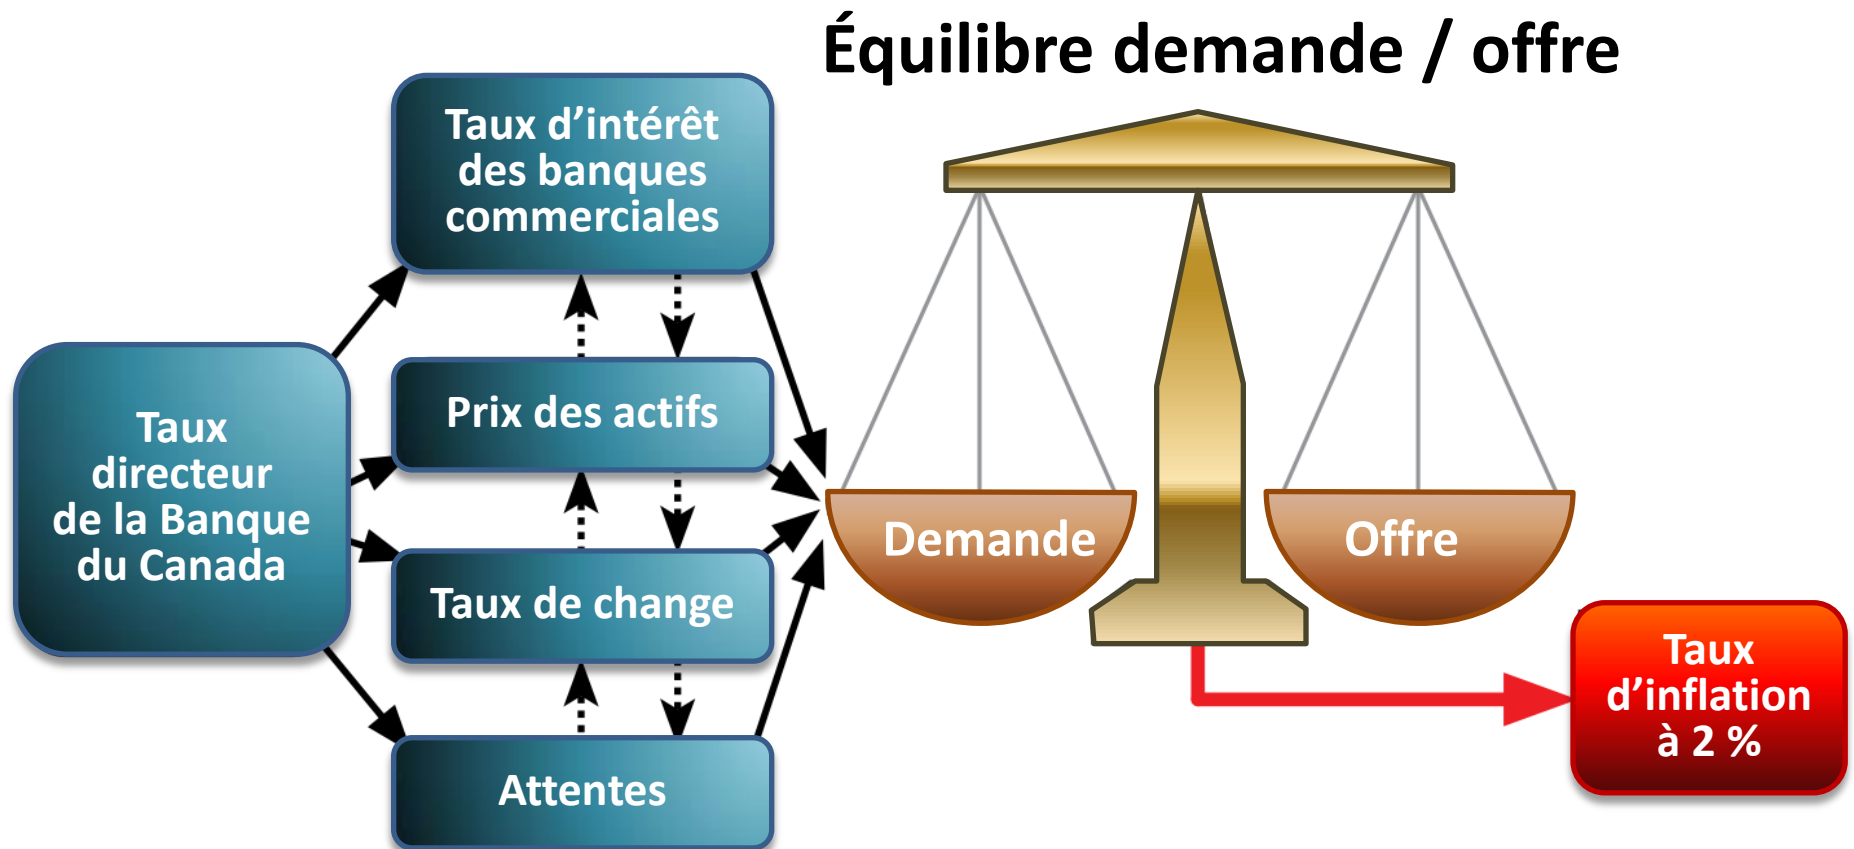 Équilibre demande / offre
Taux d’intérêt
des banques
commerciales
Prix des actifs
Taux
directeur
de la Banque
du Canada
Taux de change
Attentes
Demande
Offre
Taux
d’inflation
à 2 %